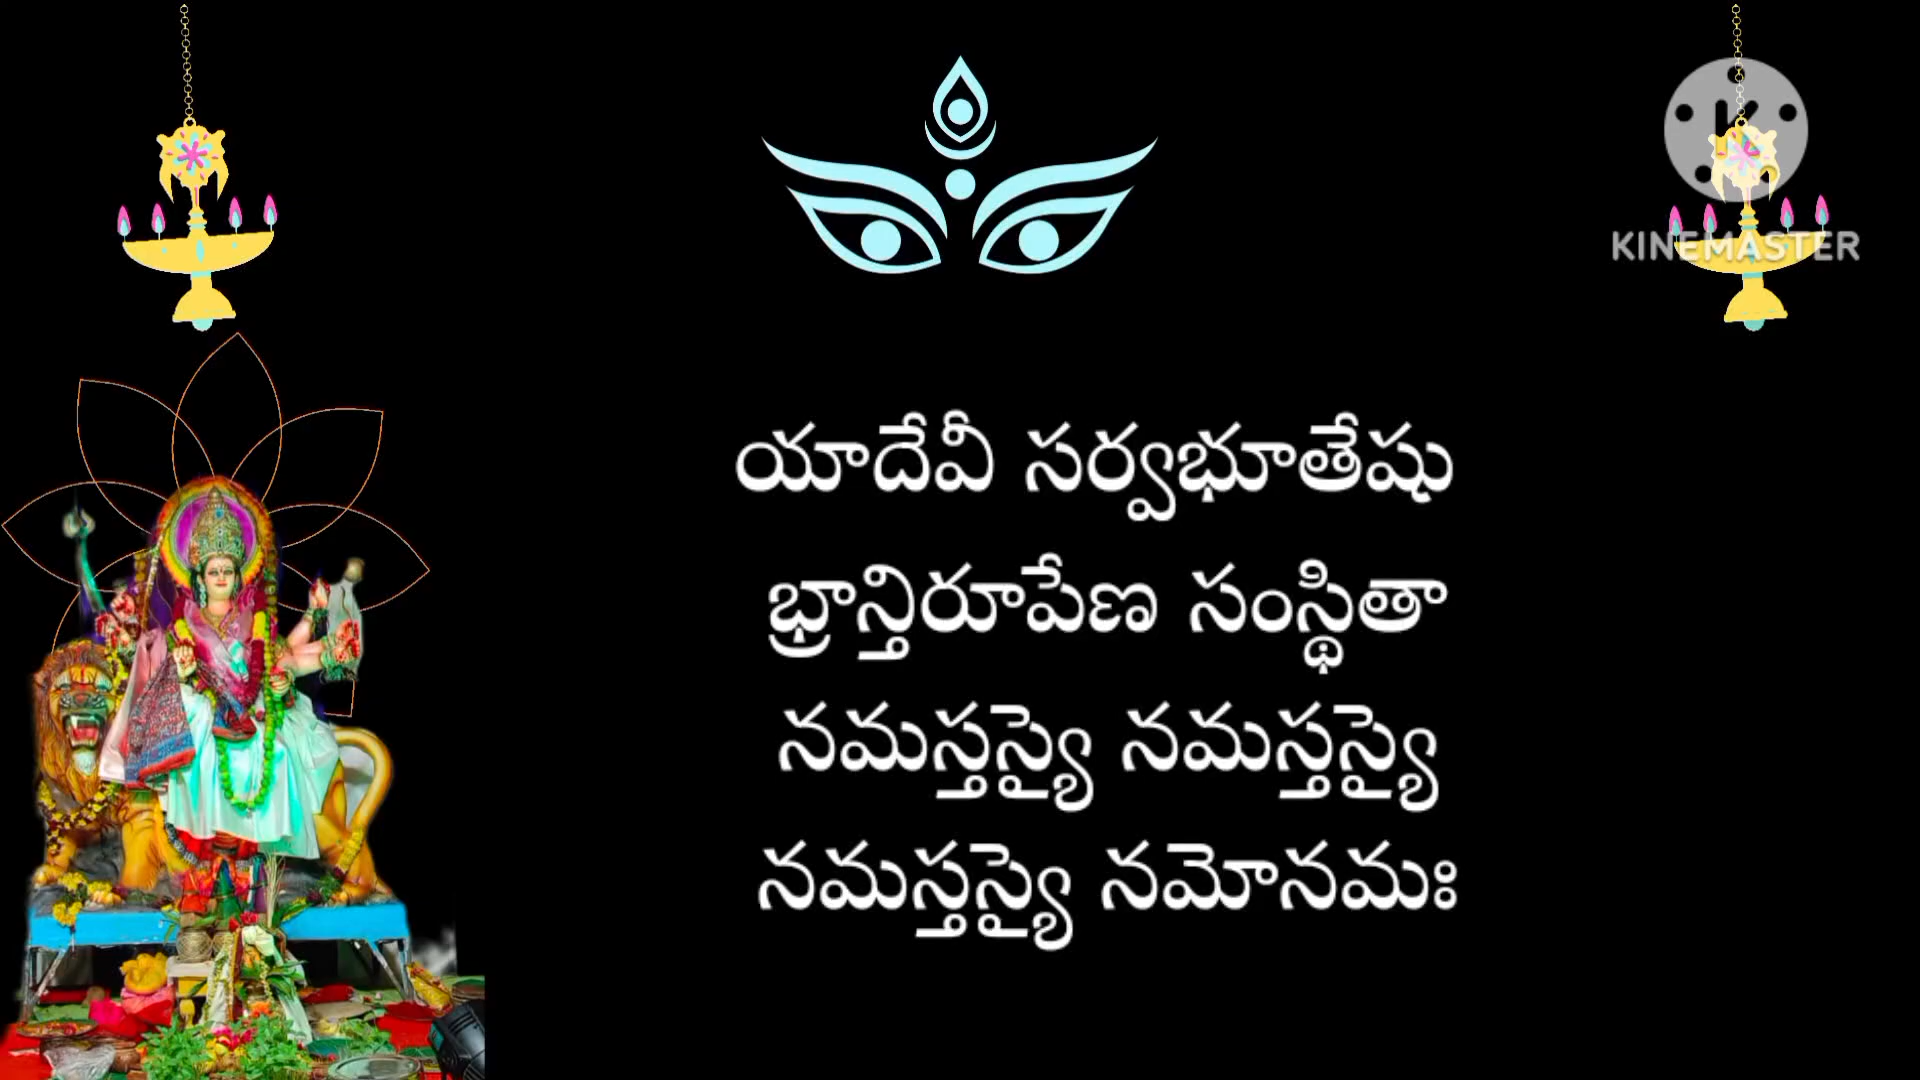 KINEMASTER
యాదేవీ సర్వభూతేషు
భ్రాన్తిరూపేణ సంస్థితా
నమస్తస్యై నమస్తస్యై
నమస్తస్యై నమోనమః